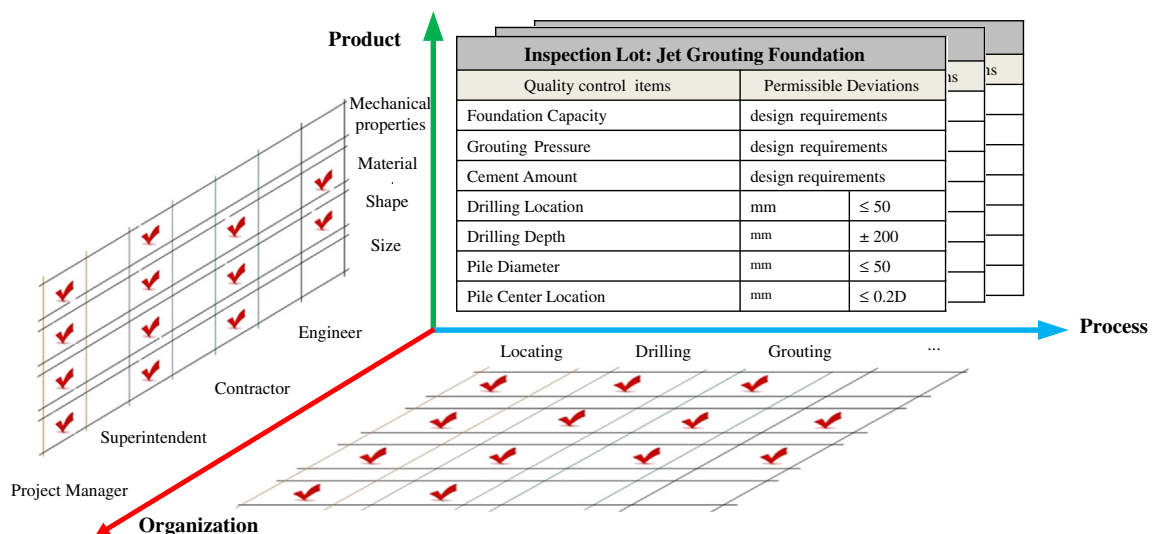 Product
Inspection Lot: Jet Grouting Foundation
Quality control items Permissible Deviations
ns
ns
Foundation Capacity design requirements
Grouting Pressure design requirements
Cement Amount design requirements
Drilling Location mm ≤ 50
Drilling Depth mm ± 200
Pile Diameter mm ≤ 50
Pile Center Location mm ≤ 0.2D
Mechanical
properties
Material
Shape
Size
Engineer
Contractor
Superintendent
Project Manager
Organization
Process
Locating Drilling Grouting ...